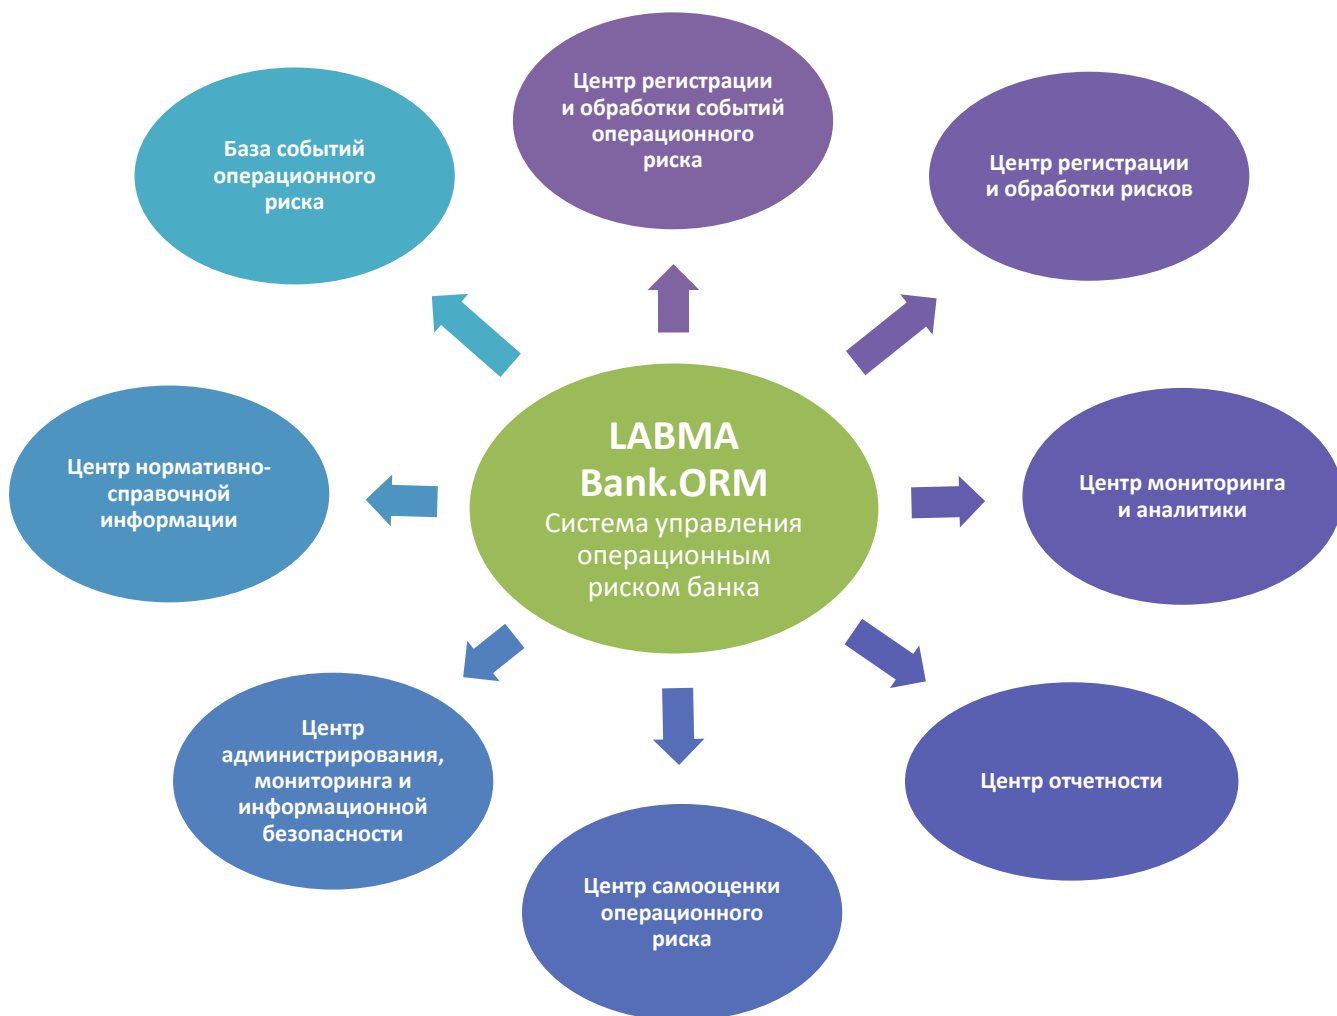 Центр регистрации
и обработки событий
операционного
риска
База событий
операционного
риска
Центр регистрации
и обработки рисков
LABMA
Bank.ORM
Система управления
операционным
риском банка
Центр нормативно-
справочной
информации
Центр мониторинга
и аналитики
Центр
администрирования,
мониторинга и
информационной
безопасности
Центр отчетности
Центр самооценки
операционного
риска